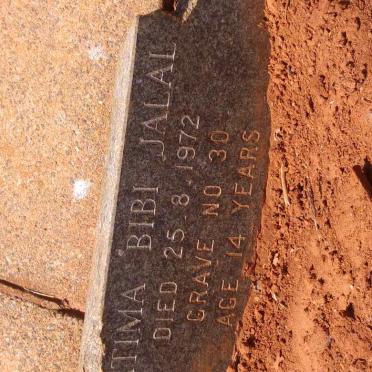 TIMA BIBI JALAL
DIED 25.8.1972
GRAVE NO 30
AGE 14 YEARS